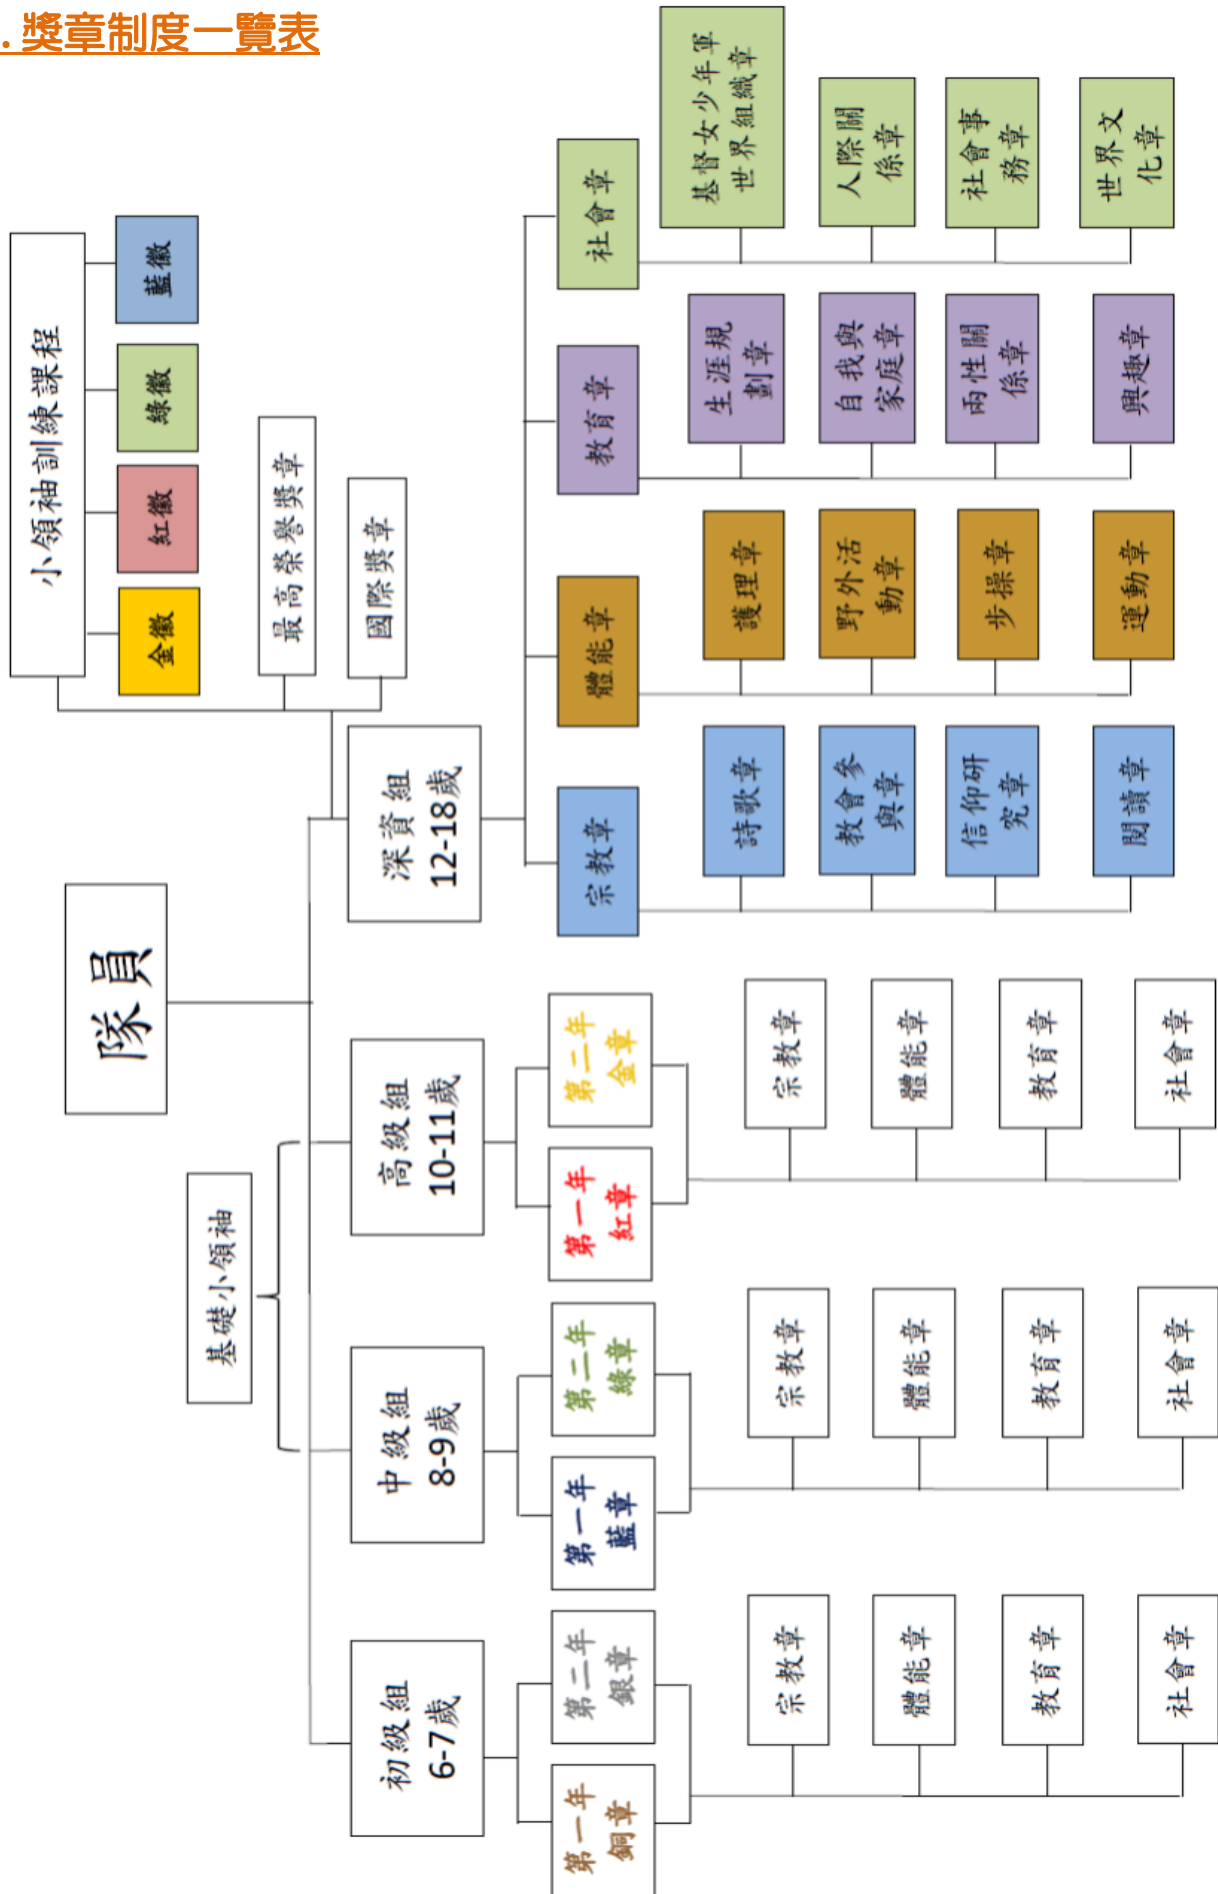 .獎章制度一覽表
隊員
小領袖訓練課程
金徽
紅徽
綠徽
藍徽
最高榮譽獎章
國際獎章
基礎小領袖
初級組
6-7歲
中級組
8-9歲
高級組
10-11歲
深資組
12-18歲
第一年
銅章
第二年
銀章
第一年
藍章
第二年
綠章
第一年
紅章
第二年
金章
宗教章
體能章
教育章
社會章
宗教章
體能章
教育章
社會章
宗教章
體能章
教育章
社會章
宗教章
詩歌章
教會參
與章
信仰研
究章
閱讀章
體能章
護理章
野外活
動章
步操章
運動章
教育章
生涯規
劃章
自我與
家庭章
兩性關
係章
興趣章
社會章
基督女少年軍
世界組織章
人際關
係章
社會事
務章
世界文
化章